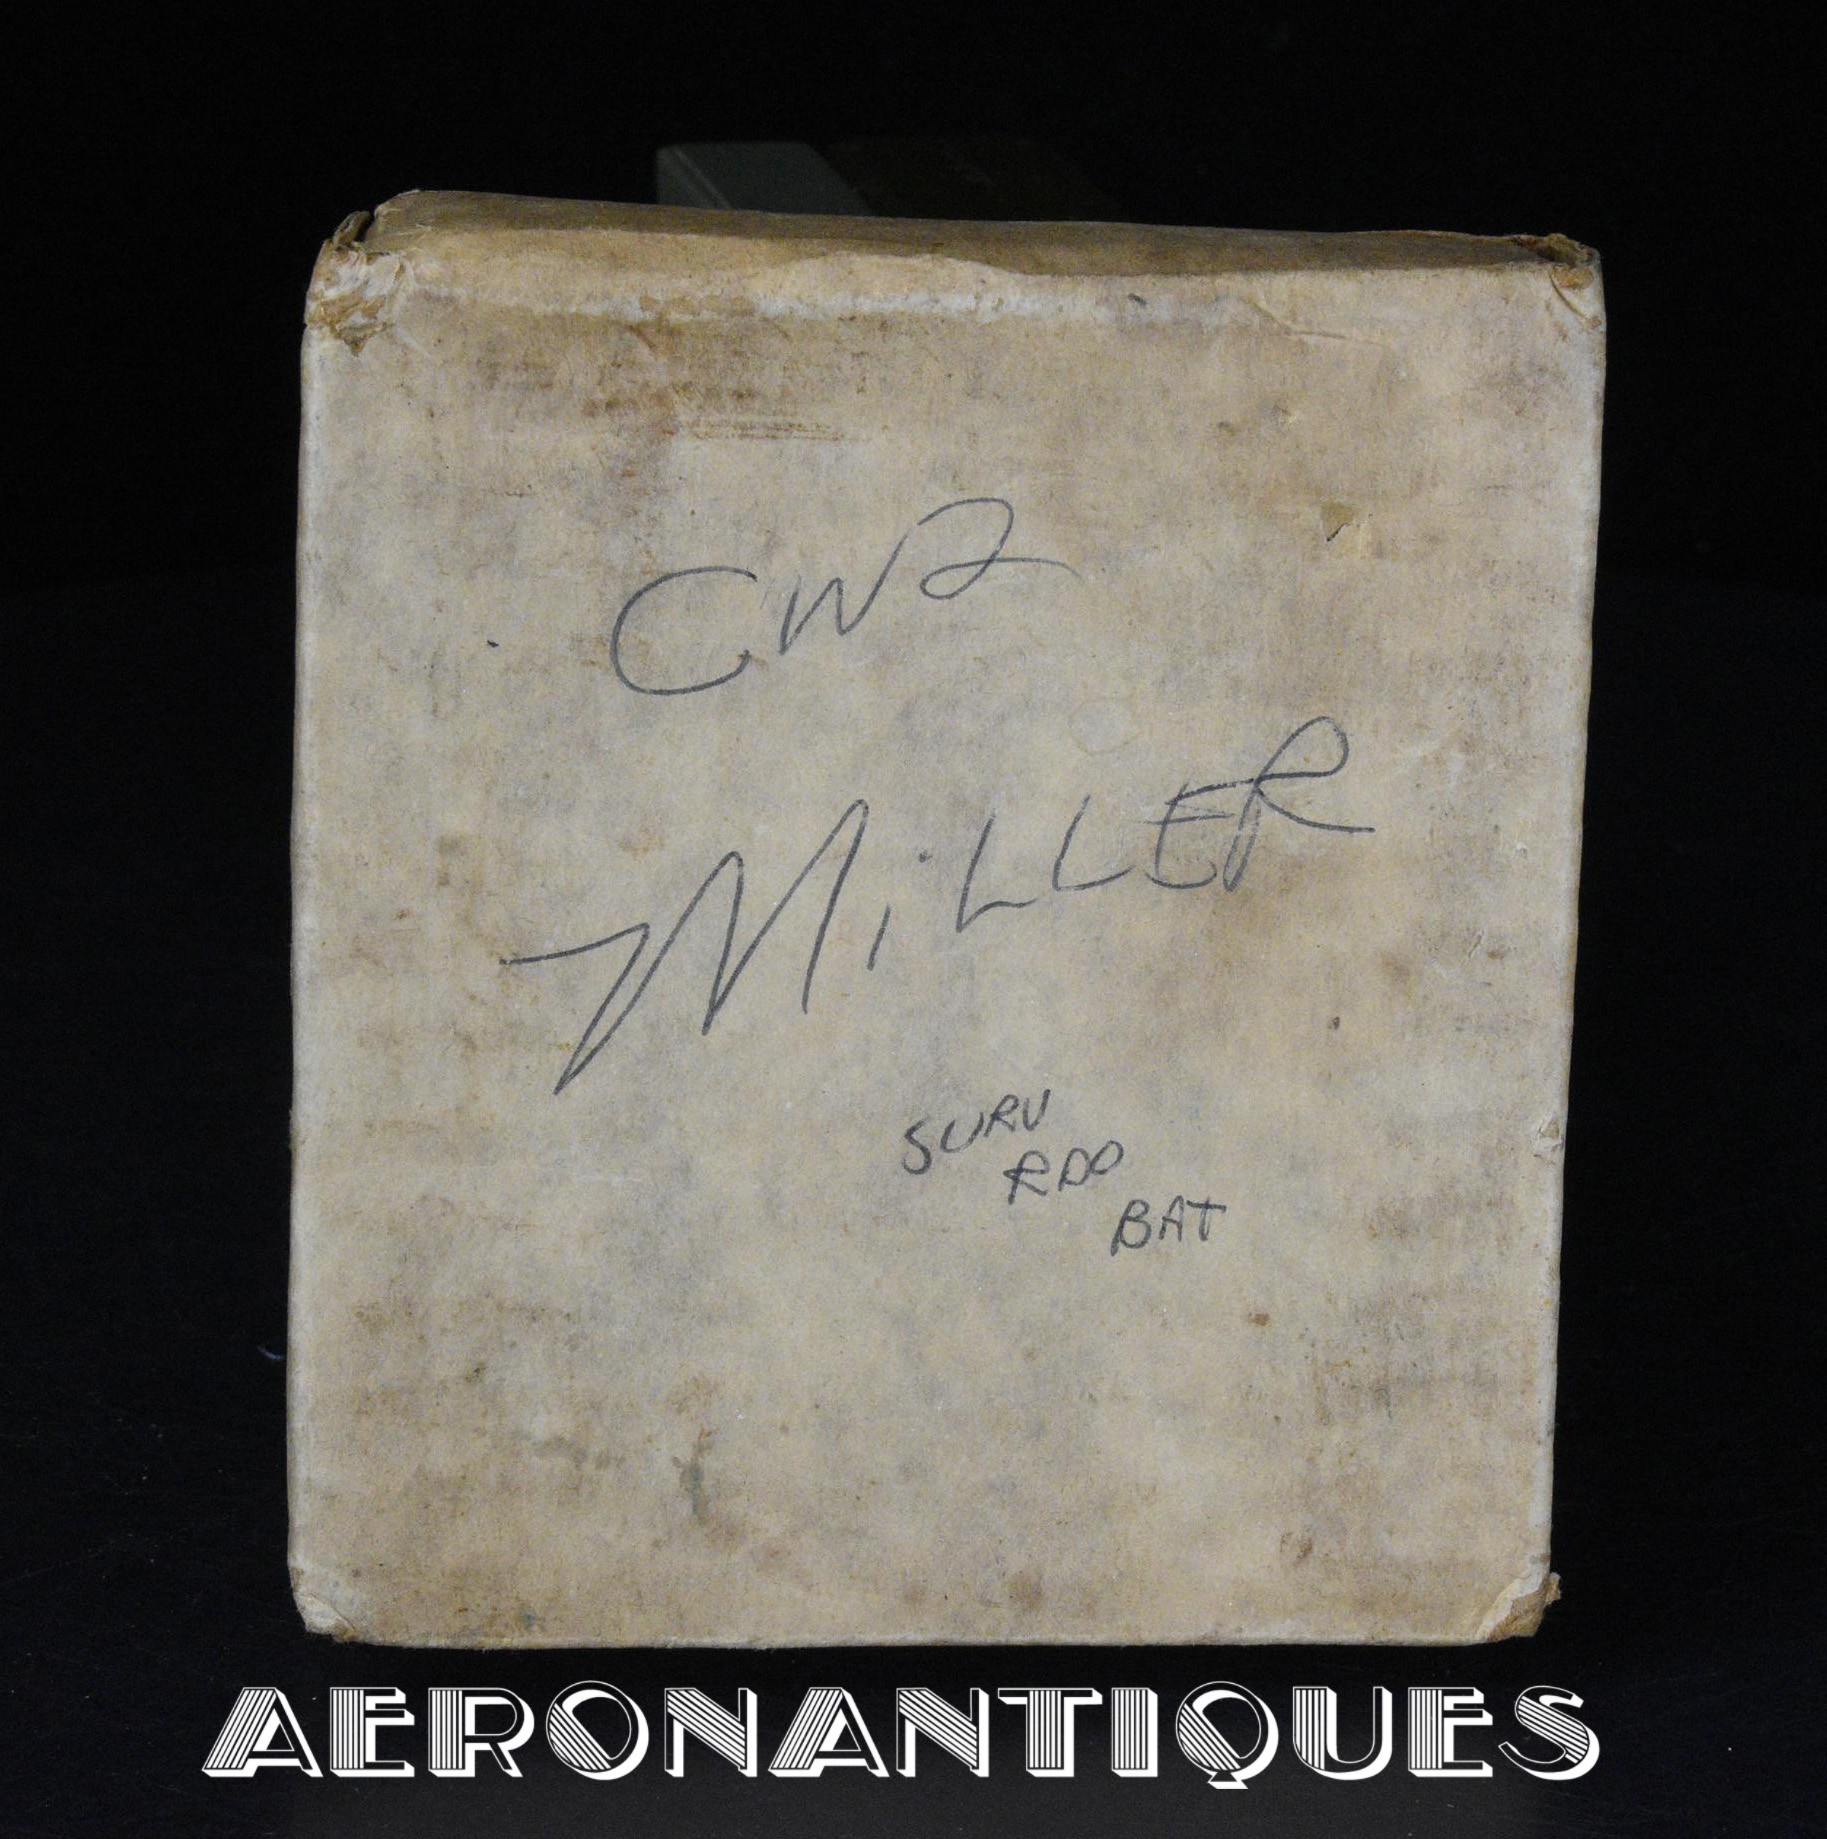 CW2
MiLLER
SURV
RDO
BAT
AERONANTIQUES